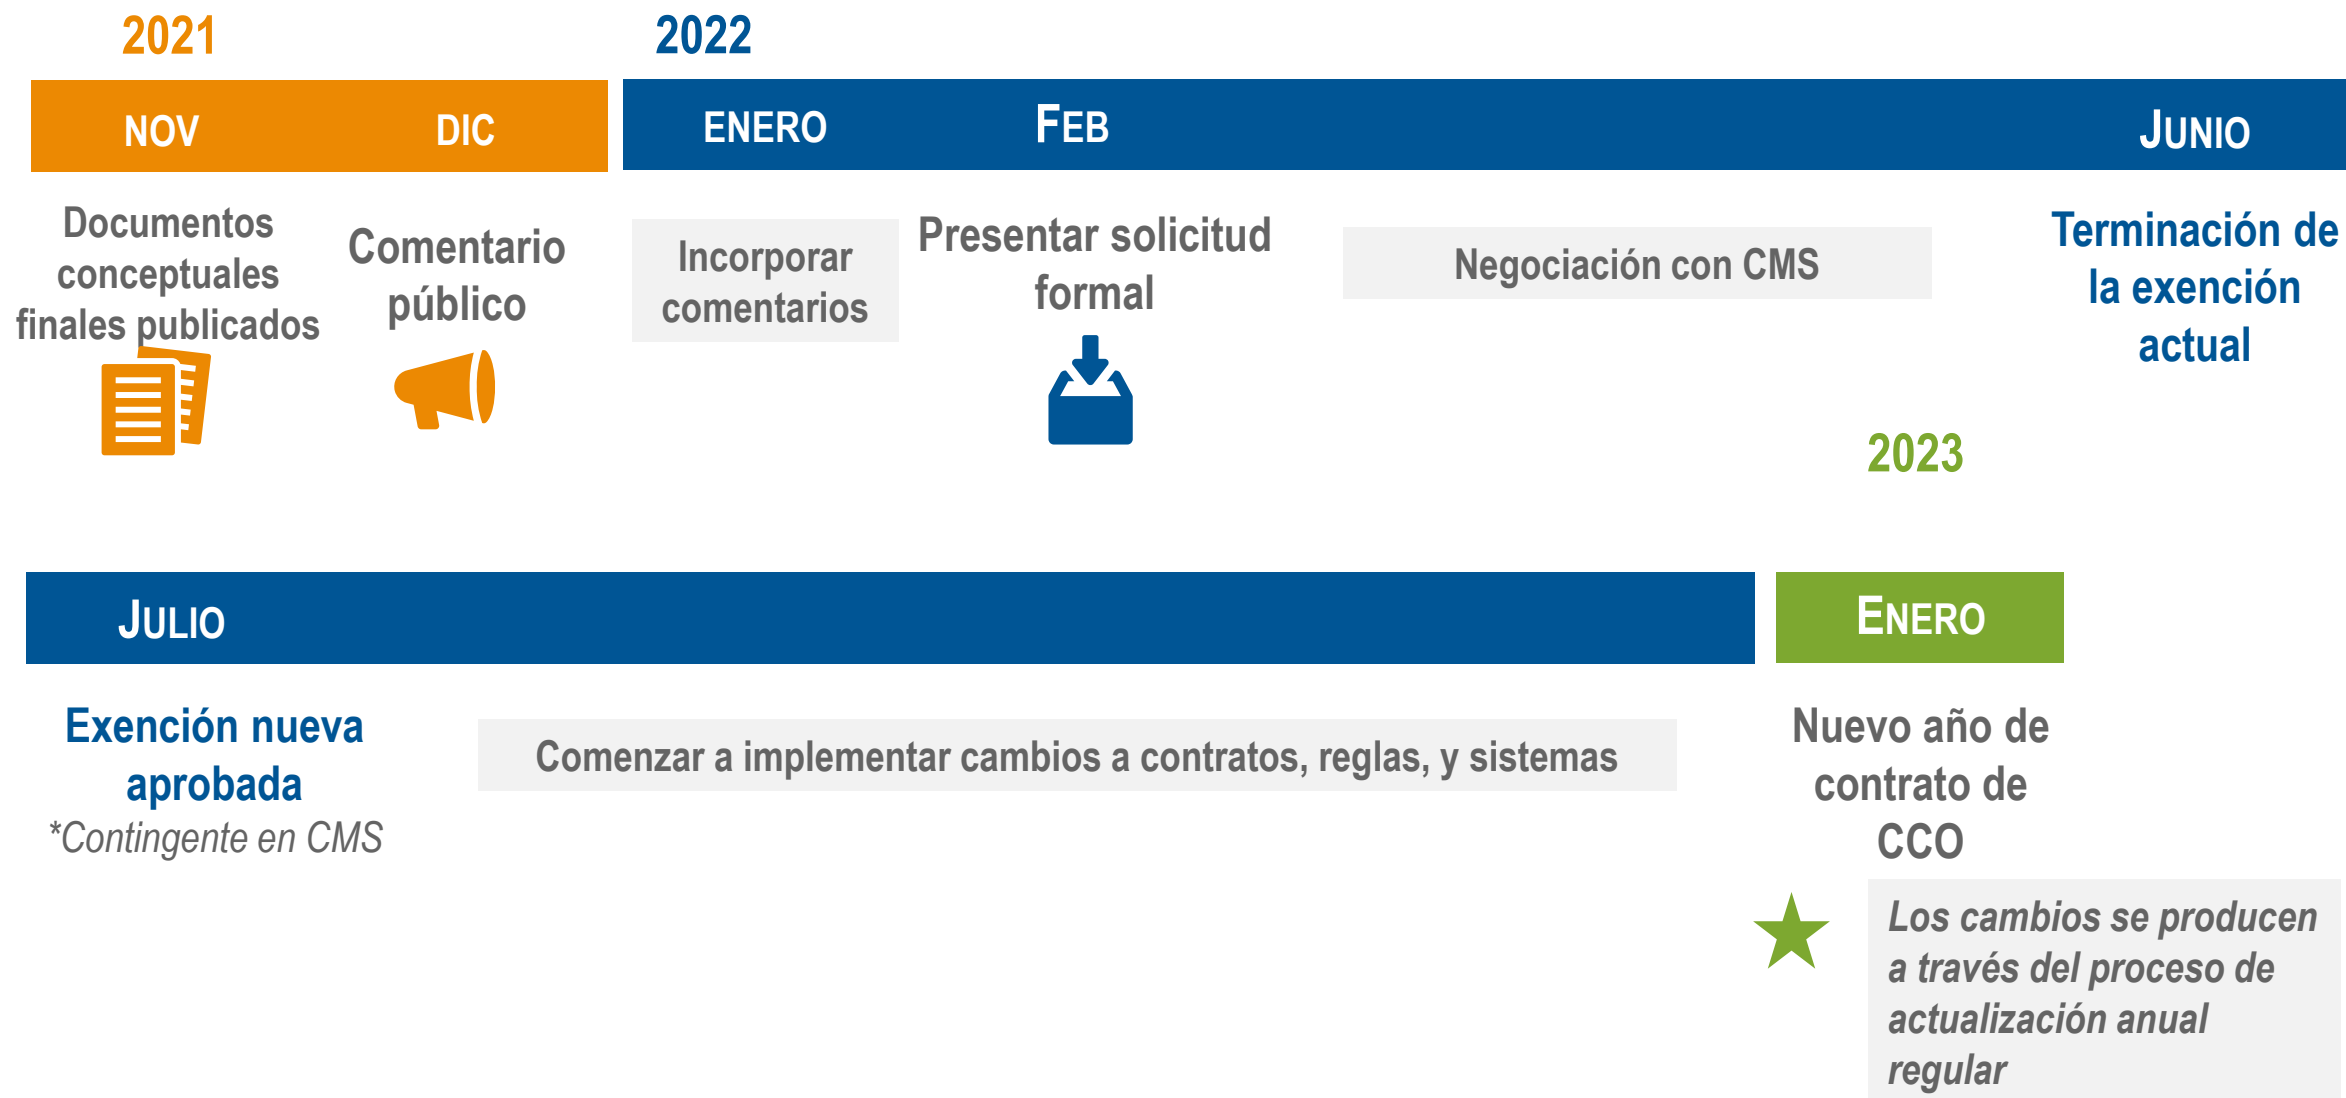 2021
2022
NOV
DIC
ENERO
FEB
JUNIO
Documentos
conceptuales
finales publicados
Comentario
público
Incorporar
comentarios
Presentar solicitud
formal
Negociación con CMS
Terminación de
la exención
actual
2023
JULIO
ENERO
Exención nueva
aprobada
*Contingente en CMS
Comenzar a implementar cambios a contratos, reglas, y sistemas
Nuevo año de
contrato de
CCO
Los cambios se producen
a través del proceso de
actualización anual
regular